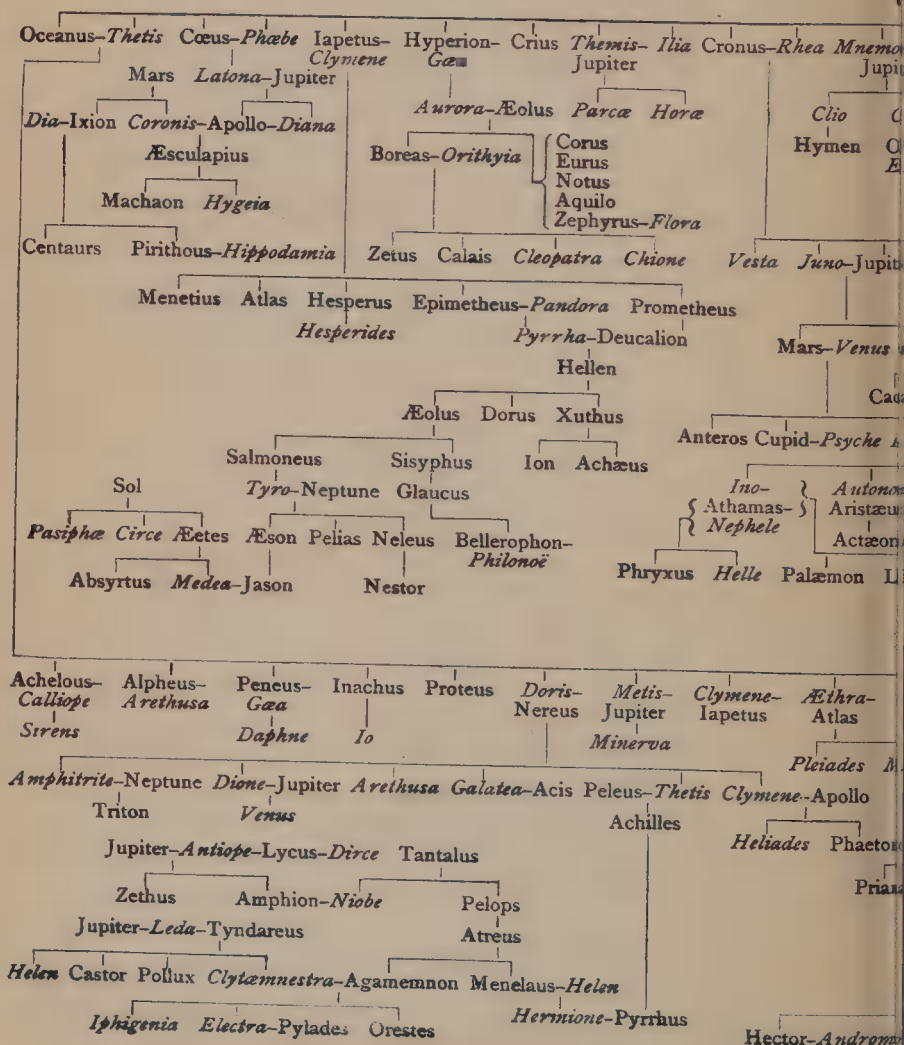 Oceanus–Thetis Cœus–Phœbe Iapetus– Hyperion– Crius Themis– Ilia Cronus–Rhea
Clymene Gæa Jupiter
Mars Latona–Jupiter
Aurora–Æolus Parcæ Horæ Clio
Dia–Ixion Coronis–Apollo–Diana
Boreas–Orithyia Corus Hymen
Æsculapius Eurus
Notus
Machaon Hygeia Aquilo
Zephyrus–Flora
Centaurs Pirithous–Hippodamia Zetus Calais Cleopatra Chione Vesta Juno–
Menetius Atlas Hesperus Epimetheus–Pandora Prometheus
Hesperides Pyrrha–Deucalion
Mars–Venus
Hellen
Æolus Dorus Xuthus
Anteros Cupid–Psyche
Salmoneus Sisyphus Ion Achæus
Sol Tyro–Neptune Glaucus Ino–
Athamas–
Pasiphæ Circe Æetes Æson Pelias Neleus Bellerophon– Nephele
Philonoë
Absyrtus Medea–Jason Nestor Phryxus Helle Palæmon
Achelous– Alpheus– Peneus– Inachus Proteus Doris– Metis– Clymene– Æthra–
Calliope Arethusa Gæa Nereus Jupiter Iapetus Atlas
Sirens Daphne Io Minerva
Pleiades
Amphitrite–Neptune Dione–Jupiter Arethusa Galatea–Acis Peleus–Thetis Clymene–Apollo
Triton Venus Achilles
Heliades
Jupiter–Antiope–Lycus–Dirce Tantalus
Zethus Amphion–Niobe Pelops
Jupiter–Leda–Tyndareus Atreus
Helen Castor Pollux Clytæmnestra–Agamemnon Menelaus–Helen
Iphigenia Electra–Pylades Orestes Hermione–Pyrrhus
Hector–